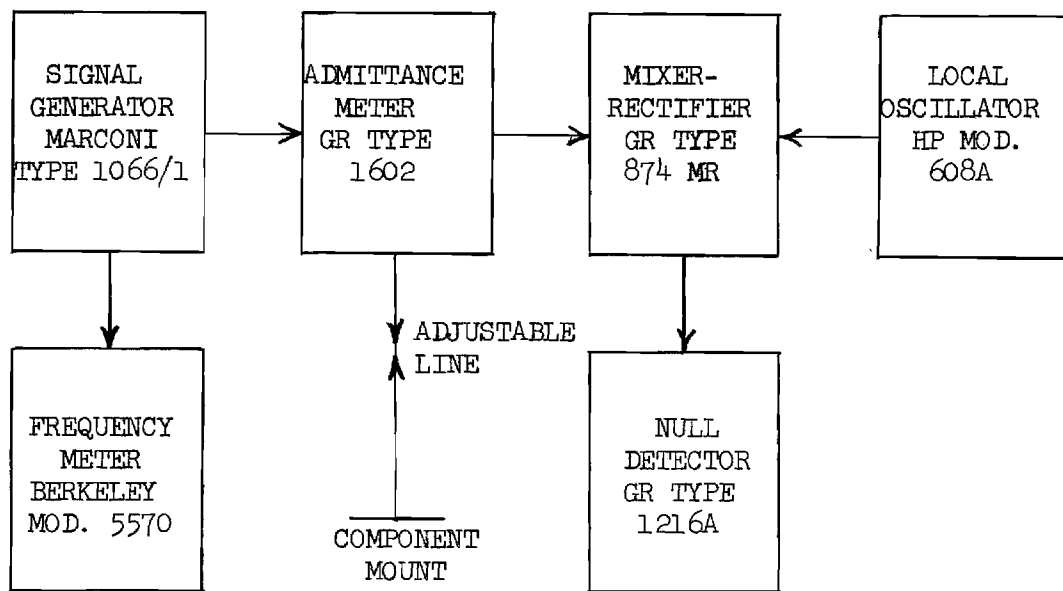 SIGNAL
GENERATOR
MARCONI
TYPE 1066/1
ADMITTANCE
METER
GR TYPE
1602
MIXER-
RECTIFIER
GR TYPE
874 MR
LOCAL
OSCILLATOR
HP MOD.
608A
ADJUSTABLE
LINE
FREQUENCY
METER
BERKELEY
MOD. 5570
COMPONENT
MOUNT
NULL
DETECTOR
GR TYPE
1216A